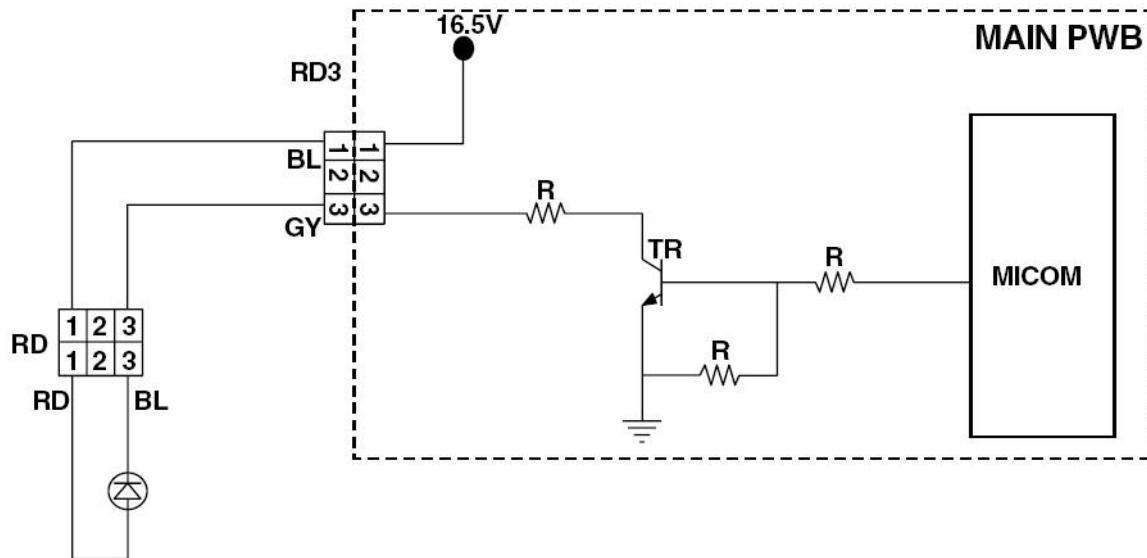 16.5V
MAIN PWB
RD3
BL
1 1
2 2
3 3
GY
R
TR
R
MICOM
R
RD
1 2 3
1 2 3
RD BL